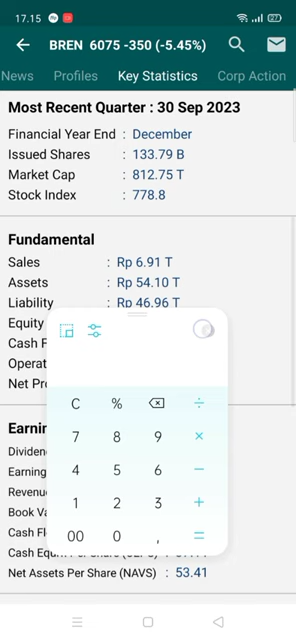 17.15
27
BREN 6075 -350 (-5.45%)
News Profiles Key Statistics Corp Action
Most Recent Quarter : 30 Sep 2023
Financial Year End : December
Issued Shares : 133.79 B
Market Cap : 812.75 T
Stock Index : 778.8
Fundamental
Sales : Rp 6.91 T
Assets : Rp 54.10 T
Liability : Rp 46.96 T
Equity
Cash F
Operat
Net Pro
Earnin
Dividen
Earning
Revenu
Book Va
Cash Fl
C %
7 8 9 ×
4 5 6 −
1 2 3 +
00 0 , =
÷
Net Assets Per Share (NAVS) : 53.41